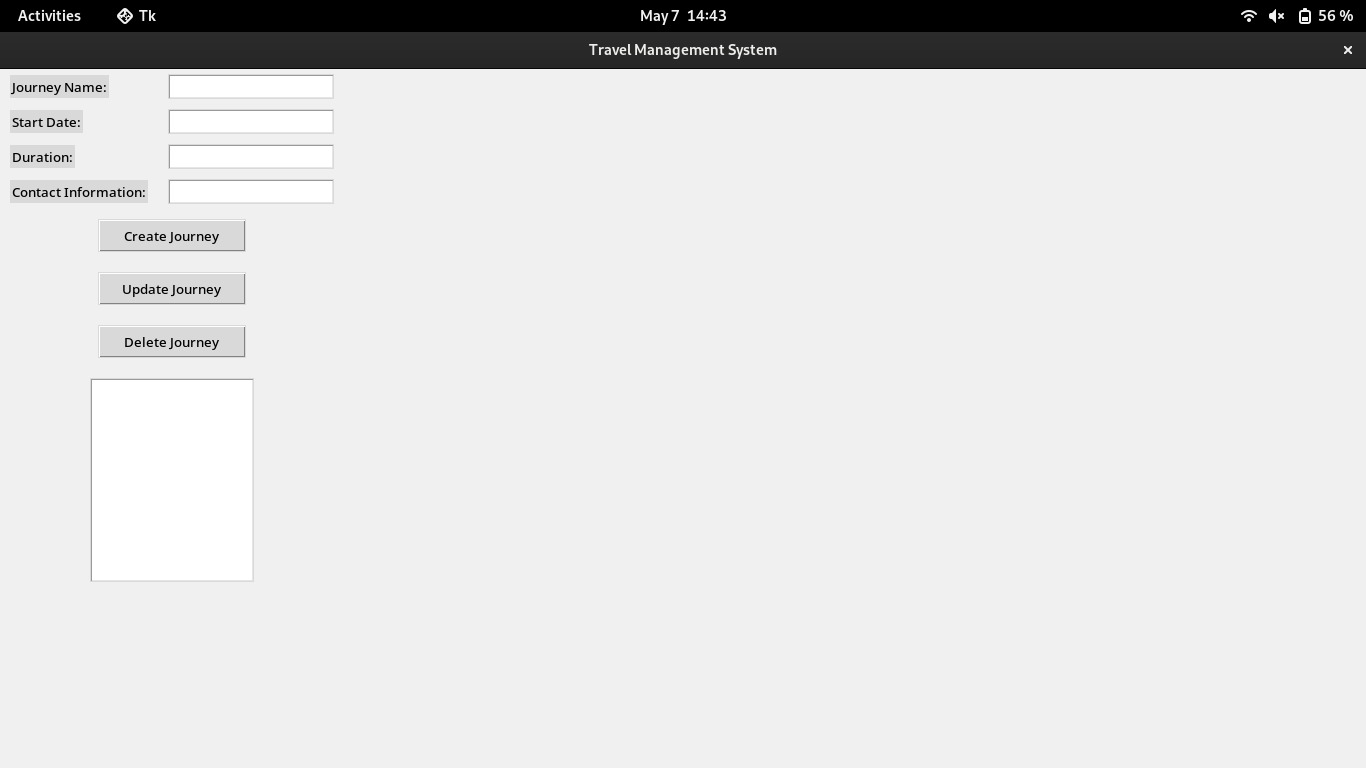 Activities Tk May 7 14:43 56 %
Travel Management System ×
Journey Name:
Start Date:
Duration:
Contact Information:
Create Journey
Update Journey
Delete Journey